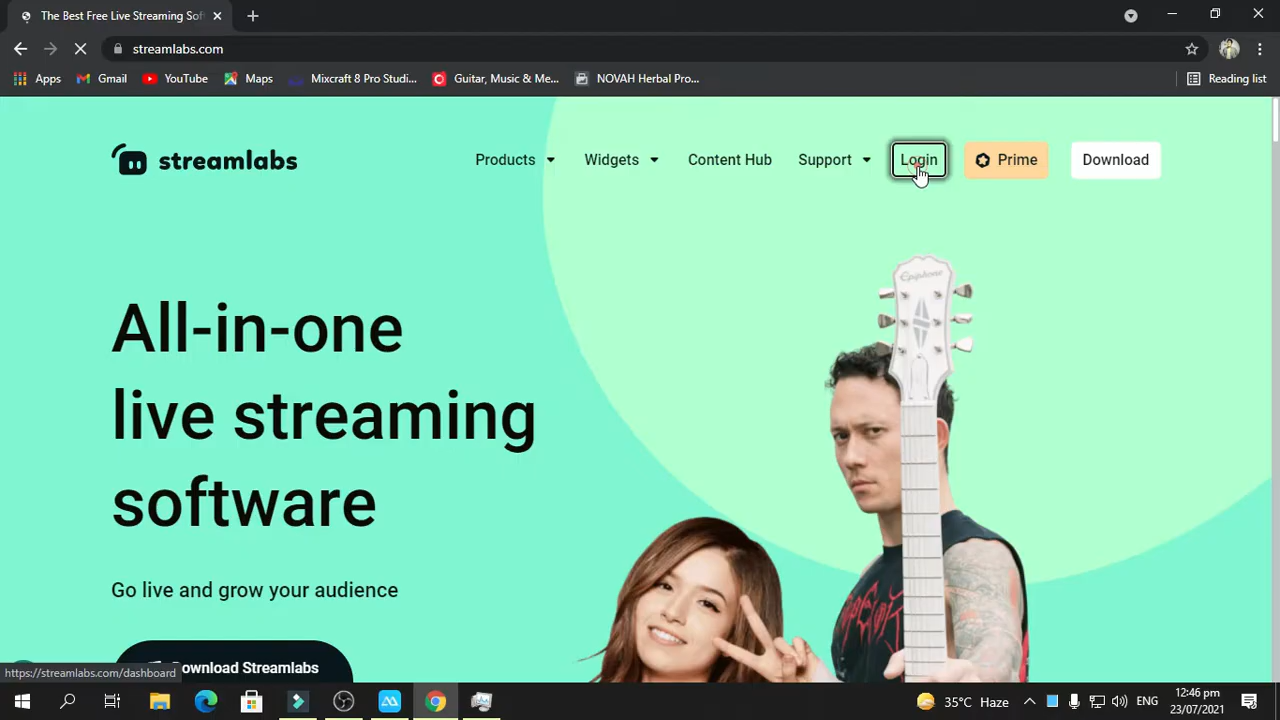 The Best Free Live Streaming Sof
streamlabs.com
Apps
Gmail
YouTube
Maps
Mixcraft 8 Pro Studi...
Guitar, Music & Me...
NOVAH Herbal Pro...
Reading list
streamlabs
Products
Widgets
Content Hub
Support
Login
Prime
Download
Epiphone
All-in-one
live streaming
software
Go live and grow your audience
Download Streamlabs
https://streamlabs.com/dashboard
35°C Haze
ENG
12:46 pm
23/07/2021